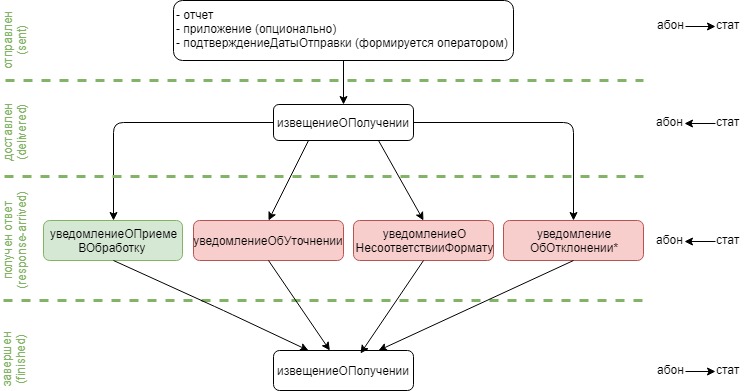 отправлен
(sent)
- отчет
- приложение (опционально)
- подтверждениеДатыОтправки (формируется оператором)
абон стат
доставлен
(delivered)
извещениеОПолучении
абон стат
получен ответ
(response-arrived)
уведомлениеОПриеме
ВОбработку
уведомлениеОбУточнении
уведомлениеО
НесоответствииФормату
уведомление
ОбОтклонении*
абон стат
завершен
(finished)
извещениеОПолучении
абон стат